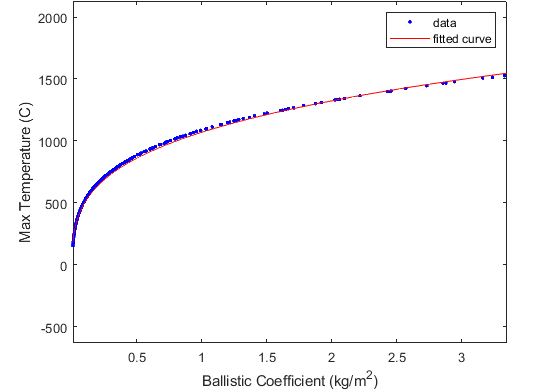 2000
1500
1000
500
0
-500
Max Temperature (C)
data
fitted curve
0.5 1 1.5 2 2.5 3
Ballistic Coefficient (kg/m²)